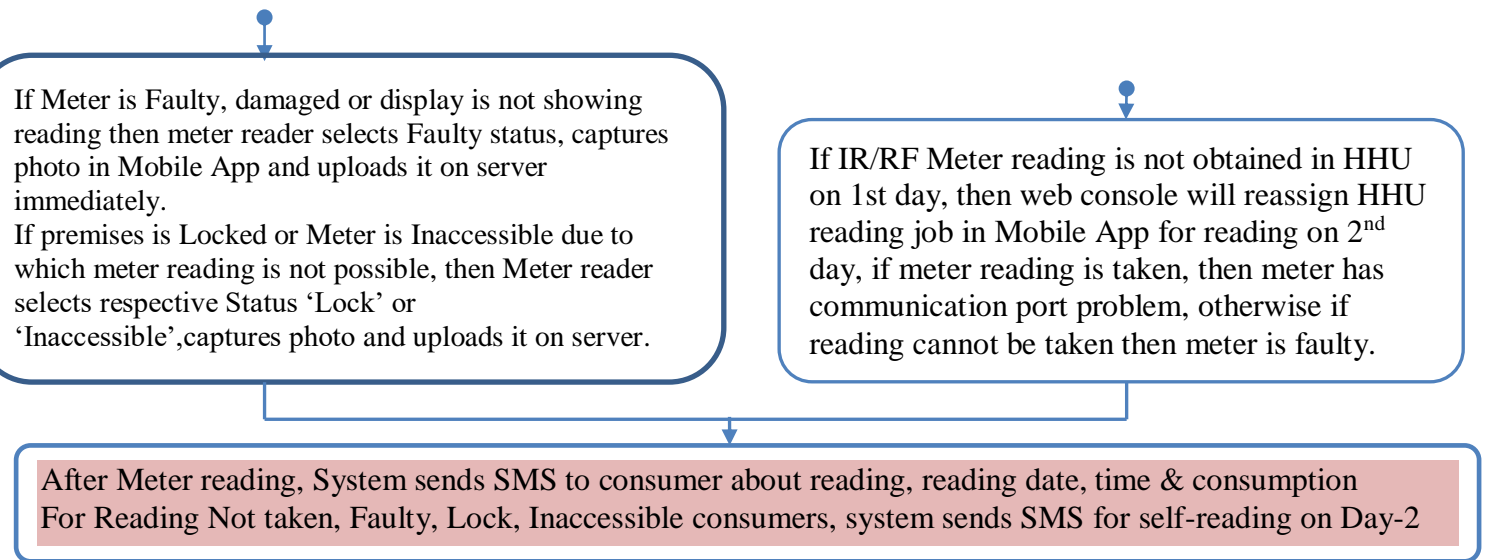 If Meter is Faulty, damaged or display is not showing
reading then meter reader selects Faulty status, captures
photo in Mobile App and uploads it on server
immediately.
If premises is Locked or Meter is Inaccessible due to
which meter reading is not possible, then Meter reader
selects respective Status ‘Lock’ or
‘Inaccessible’,captures photo and uploads it on server.
If IR/RF Meter reading is not obtained in HHU
on 1st day, then web console will reassign HHU
reading job in Mobile App for reading on 2nd
day, if meter reading is taken, then meter has
communication port problem, otherwise if
reading cannot be taken then meter is faulty.
After Meter reading, System sends SMS to consumer about reading, reading date, time & consumption
For Reading Not taken, Faulty, Lock, Inaccessible consumers, system sends SMS for self-reading on Day-2